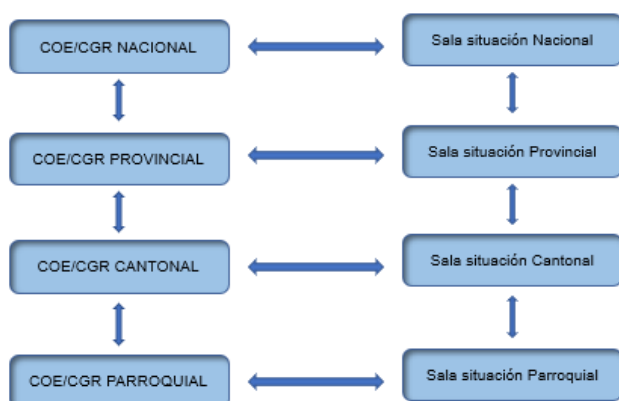 COE/CGR NACIONAL
Sala situación Nacional
COE/CGR PROVINCIAL
Sala situación Provincial
COE/CGR CANTONAL
Sala situación Cantonal
COE/CGR PARROQUIAL
Sala situación Parroquial